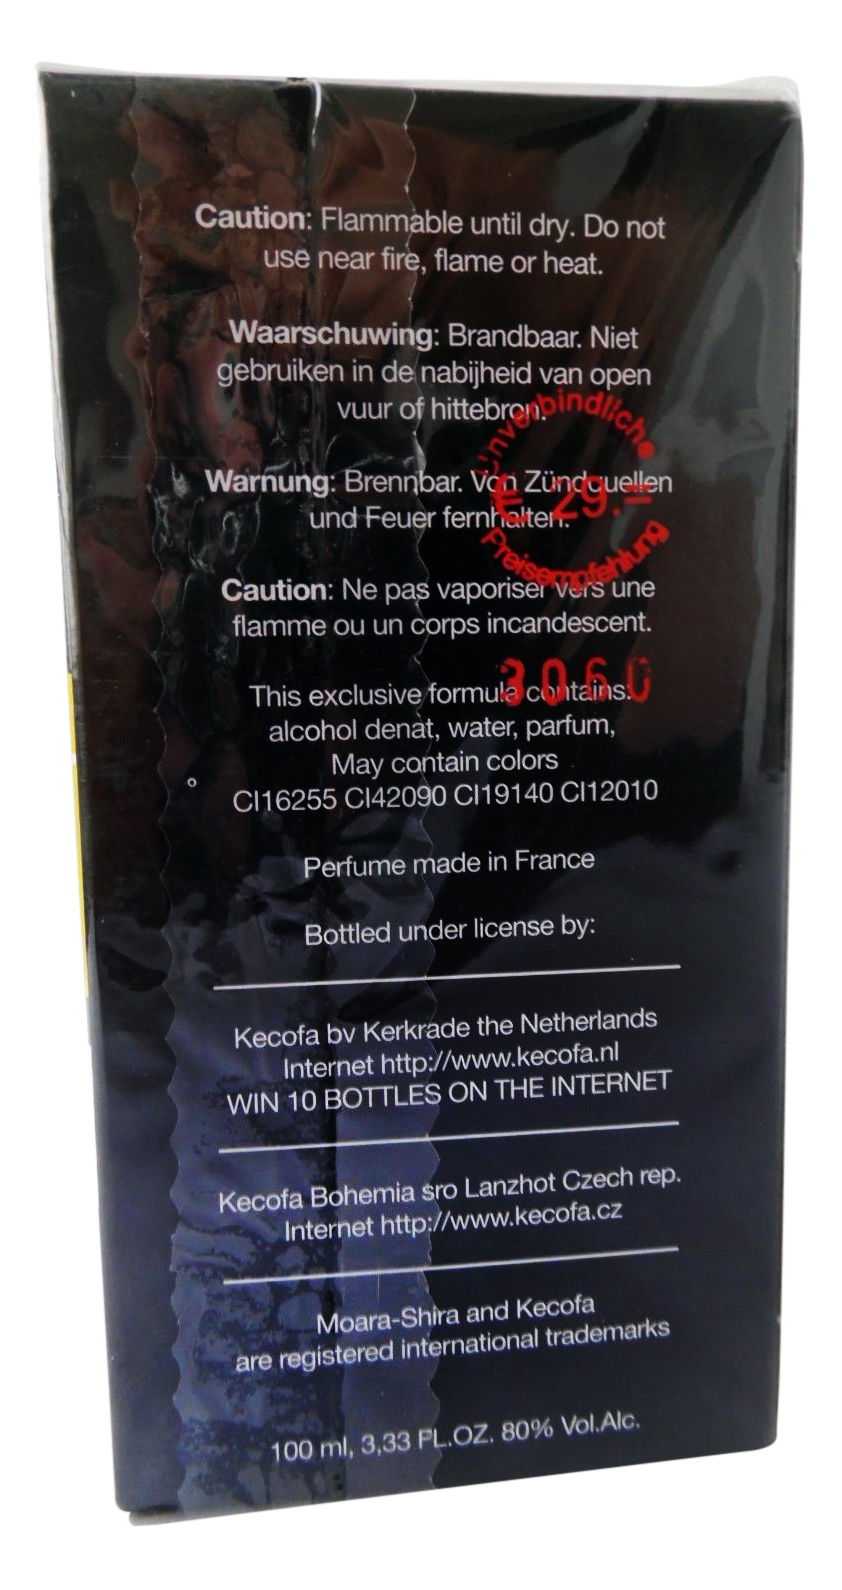 Caution: Flammable until dry. Do not
use near fire, flame or heat.
Waarschuwing: Brandbaar. Niet
gebruiken in de nabijheid van open
vuur of hittebron.
Unverbindliche
€ 29.=
Preisempfehlung
Warnung: Brennbar. Von Zündquellen
und Feuer fernhalten.
Caution: Ne pas vaporiser vers une
flamme ou un corps incandescent.
3060
This exclusive formula contains:
alcohol denat, water, parfum,
May contain colors
CI16255 CI42090 CI19140 CI12010
Perfume made in France
Bottled under license by:
Kecofa bv Kerkrade the Netherlands
Internet http://www.kecofa.nl
WIN 10 BOTTLES ON THE INTERNET
Kecofa Bohemia sro Lanzhot Czech rep.
Internet http://www.kecofa.cz
Moara-Shira and Kecofa
are registered international trademarks
100 ml, 3,33 FL.OZ. 80% Vol.Alc.